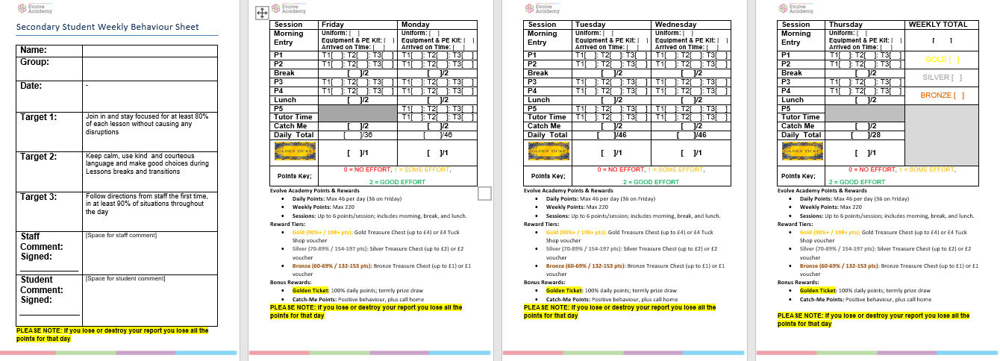 Evolve
Academy
Secondary Student Weekly Behaviour Sheet
Name:
Group:
Date: -
Target 1: Join in and stay focused for at least 80%
of each lesson without causing any
disruptions
Target 2: Keep calm, use kind and courteous
language and make good choices during
Lessons breaks and transitions
Target 3: Follow directions from staff the first time,
in at least 90% of situations throughout
the day
Staff [Space for staff comment]
Comment:
Signed:
Student [Space for student comment]
Comment:
Signed:
PLEASE NOTE: If you lose or destroy your report you lose all the
points for that day
Evolve
Academy
Session Friday Monday
Morning Uniform: [ ] Uniform: [ ]
Entry Equipment & PE Kit: [ ] Equipment & PE Kit: [ ]
Arrived on Time: [ ] Arrived on Time: [ ]
P1 T1[ ]: T2[ ]: T3[ ] T1[ ]: T2[ ]: T3[ ]
P2 T1[ ]: T2[ ]: T3[ ] T1[ ]: T2[ ]: T3[ ]
Break [ ]/2 [ ]/2
P3 T1[ ]: T2[ ]: T3[ ] T1[ ]: T2[ ]: T3[ ]
P4 T1[ ]: T2[ ]: T3[ ] T1[ ]: T2[ ]: T3[ ]
Lunch [ ]/2 [ ]/2
P5 T1[ ]: T2[ ]: T3[ ]
Tutor Time T1[ ]: T2[ ]: T3[ ]
Catch Me [ ]/2 [ ]/2
Daily Total [ ]/36 [ ]/46
GOLDEN TICKET [ ]/1 [ ]/1
Points Key; 0 = NO EFFORT, 1 = SOME EFFORT,
2 = GOOD EFFORT
Evolve Academy Points & Rewards
• Daily Points: Max 46 per day (36 on Friday)
• Weekly Points: Max 220
• Sessions: Up to 6 points/session; includes morning, break, and lunch.
Reward Tiers:
• Gold (90%+ / 198+ pts): Gold Treasure Chest (up to £4) or £4 Tuck
Shop voucher
• Silver (70-89% / 154-197 pts): Silver Treasure Chest (up to £2) or £2
voucher
• Bronze (60-69% / 132-153 pts): Bronze Treasure Chest (up to £1) or £1
voucher
Bonus Rewards:
• Golden Ticket: 100% daily points; termly prize draw
• Catch-Me Points: Positive behaviour, plus call home
PLEASE NOTE: If you lose or destroy your report you lose all the
points for that day
Evolve
Academy
Session Tuesday Wednesday
Morning Uniform: [ ] Uniform: [ ]
Entry Equipment & PE Kit: [ ] Equipment & PE Kit: [ ]
Arrived on Time: [ ] Arrived on Time: [ ]
P1 T1[ ]: T2[ ]: T3[ ] T1[ ]: T2[ ]: T3[ ]
P2 T1[ ]: T2[ ]: T3[ ] T1[ ]: T2[ ]: T3[ ]
Break [ ]/2 [ ]/2
P3 T1[ ]: T2[ ]: T3[ ] T1[ ]: T2[ ]: T3[ ]
P4 T1[ ]: T2[ ]: T3[ ] T1[ ]: T2[ ]: T3[ ]
Lunch [ ]/2 [ ]/2
P5 T1[ ]: T2[ ]: T3[ ] T1[ ]: T2[ ]: T3[ ]
Tutor Time T1[ ]: T2[ ]: T3[ ] T1[ ]: T2[ ]: T3[ ]
Catch Me [ ]/2 [ ]/2
Daily Total [ ]/46 [ ]/46
GOLDEN TICKET [ ]/1 [ ]/1
Points Key; 0 = NO EFFORT, 1 = SOME EFFORT,
2 = GOOD EFFORT
Evolve Academy Points & Rewards
• Daily Points: Max 46 per day (36 on Friday)
• Weekly Points: Max 220
• Sessions: Up to 6 points/session; includes morning, break, and lunch.
Reward Tiers:
• Gold (90%+ / 198+ pts): Gold Treasure Chest (up to £4) or £4 Tuck
Shop voucher
• Silver (70-89% / 154-197 pts): Silver Treasure Chest (up to £2) or £2
voucher
• Bronze (60-69% / 132-153 pts): Bronze Treasure Chest (up to £1) or £1
voucher
Bonus Rewards:
• Golden Ticket: 100% daily points; termly prize draw
• Catch-Me Points: Positive behaviour, plus call home
PLEASE NOTE: If you lose or destroy your report you lose all the
points for that day
Evolve
Academy
Session Thursday WEEKLY TOTAL
Morning Uniform: [ ]
Entry Equipment & PE Kit: [ ] [ ]
Arrived on Time: [ ]
P1 T1[ ]: T2[ ]: T3[ ] GOLD [ ]
P2 T1[ ]: T2[ ]: T3[ ]
Break [ ]/2 SILVER [ ]
P3 T1[ ]: T2[ ]: T3[ ]
P4 T1[ ]: T2[ ]: T3[ ] BRONZE [ ]
Lunch [ ]/2
P5
Tutor Time
Catch Me [ ]/2
Daily Total [ ]/28
GOLDEN TICKET [ ]/1
Points Key; 0 = NO EFFORT, 1 = SOME EFFORT,
2 = GOOD EFFORT
Evolve Academy Points & Rewards
• Daily Points: Max 46 per day (36 on Friday)
• Weekly Points: Max 220
• Sessions: Up to 6 points/session; includes morning, break, and lunch.
Reward Tiers:
• Gold (90%+ / 198+ pts): Gold Treasure Chest (up to £4) or £4 Tuck
Shop voucher
• Silver (70-89% / 154-197 pts): Silver Treasure Chest (up to £2) or £2
voucher
• Bronze (60-69% / 132-153 pts): Bronze Treasure Chest (up to £1) or £1
voucher
Bonus Rewards:
• Golden Ticket: 100% daily points; termly prize draw
• Catch-Me Points: Positive behaviour, plus call home
PLEASE NOTE: If you lose or destroy your report you lose all the
points for that day